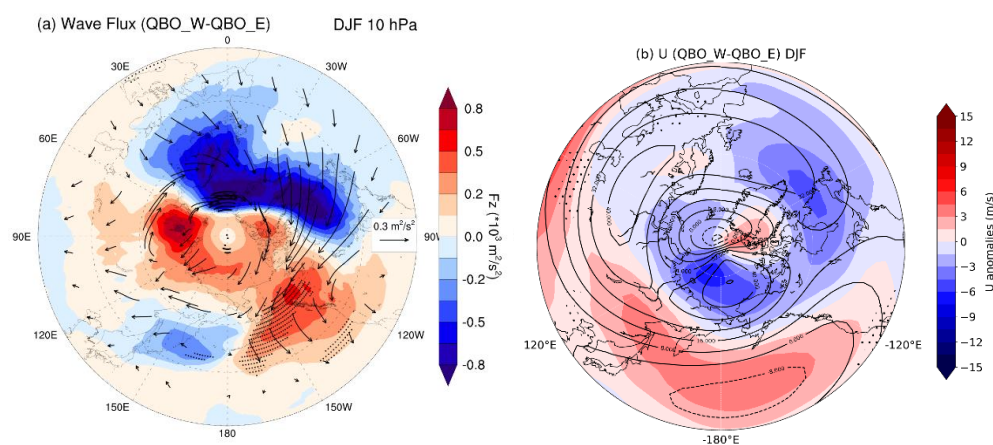 (a) Wave Flux (QBO_W-QBO_E) DJF 10 hPa
0
30E
30W
60E
60W
90E
90W
0.3 m²/s²
120E
120W
150E
150W
180
0.8
0.5
0.2
0.0
-0.2
-0.5
-0.8
Fz (*10³ m²/s²)
(b) U (QBO_W-QBO_E) DJF
120°E
-120°E
-180°E
15
12
9
6
3
0
−3
−6
−9
−12
−15
U anomalies (m/s)